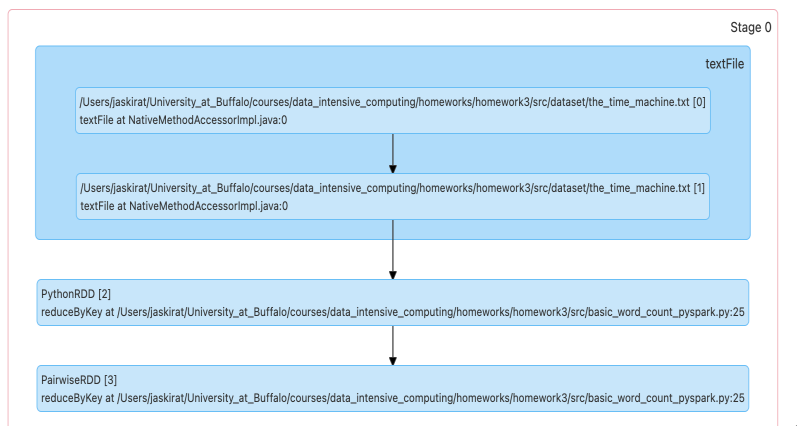 Stage 0
textFile
/Users/jaskirat/University_at_Buffalo/courses/data_intensive_computing/homeworks/homework3/src/dataset/the_time_machine.txt [0]
textFile at NativeMethodAccessorImpl.java:0
/Users/jaskirat/University_at_Buffalo/courses/data_intensive_computing/homeworks/homework3/src/dataset/the_time_machine.txt [1]
textFile at NativeMethodAccessorImpl.java:0
PythonRDD [2]
reduceByKey at /Users/jaskirat/University_at_Buffalo/courses/data_intensive_computing/homeworks/homework3/src/basic_word_count_pyspark.py:25
PairwiseRDD [3]
reduceByKey at /Users/jaskirat/University_at_Buffalo/courses/data_intensive_computing/homeworks/homework3/src/basic_word_count_pyspark.py:25